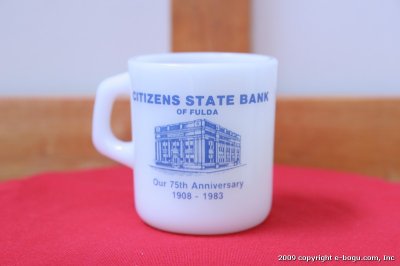 CITIZENS STATE BANK
OF FULDA
Our 75th Anniversary
1908 - 1983
2009 copyright e-bogu.com, Inc